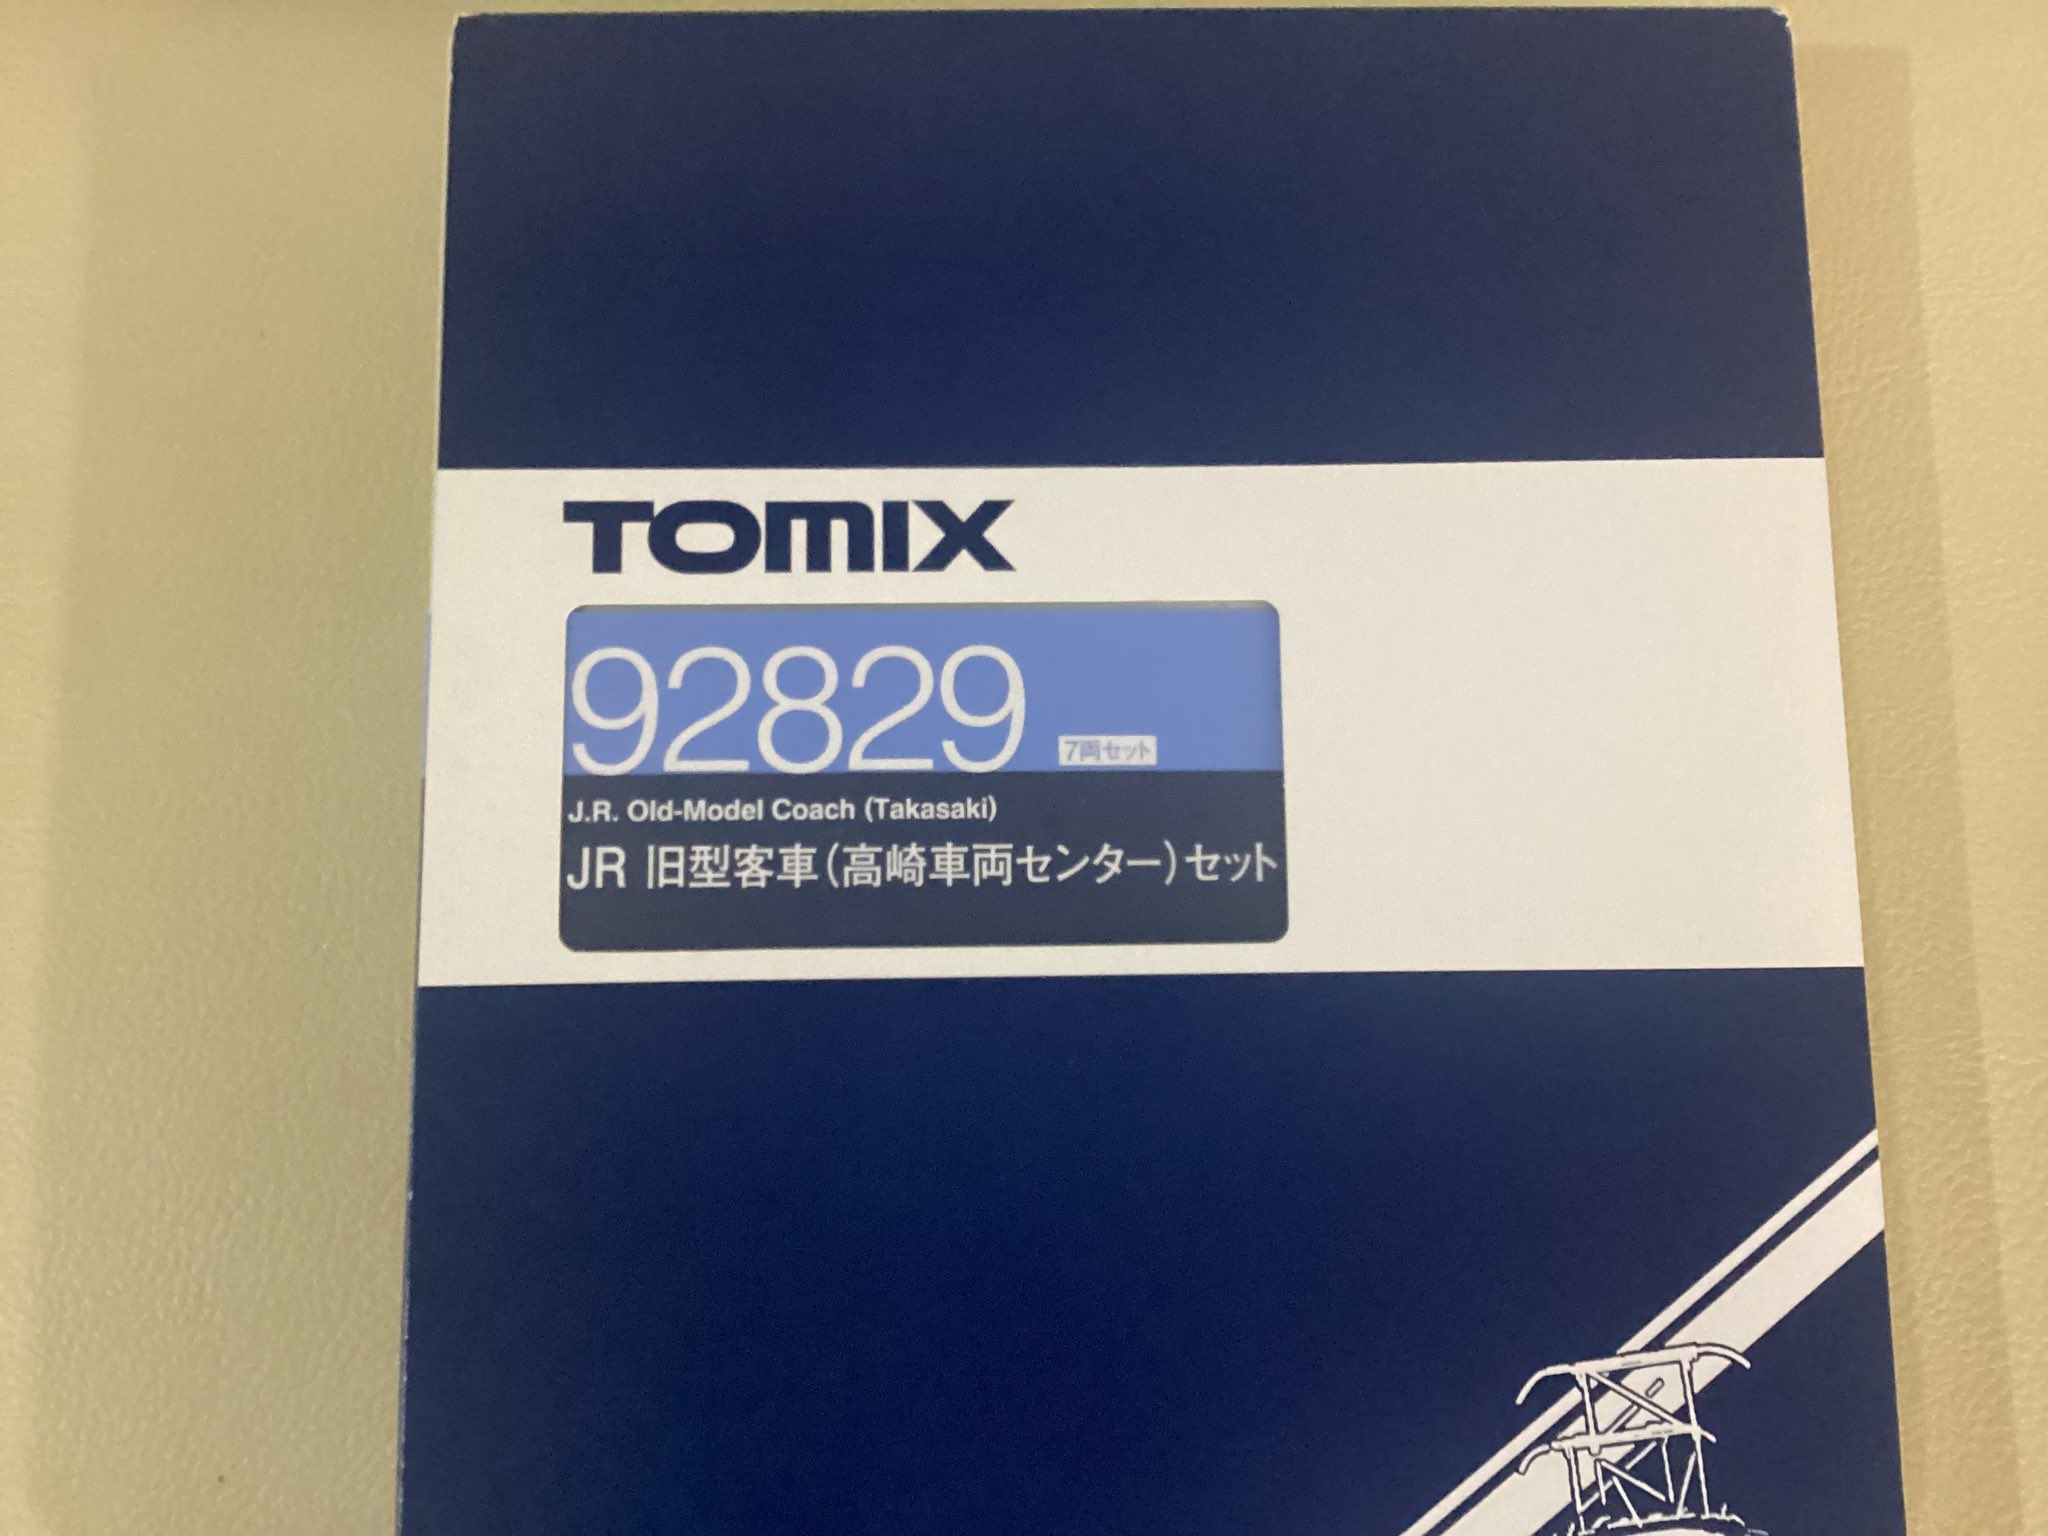 TOMIX
92829 7両セット
J.R. Old-Model Coach (Takasaki)
JR 旧型客車(高崎車両センター)セット